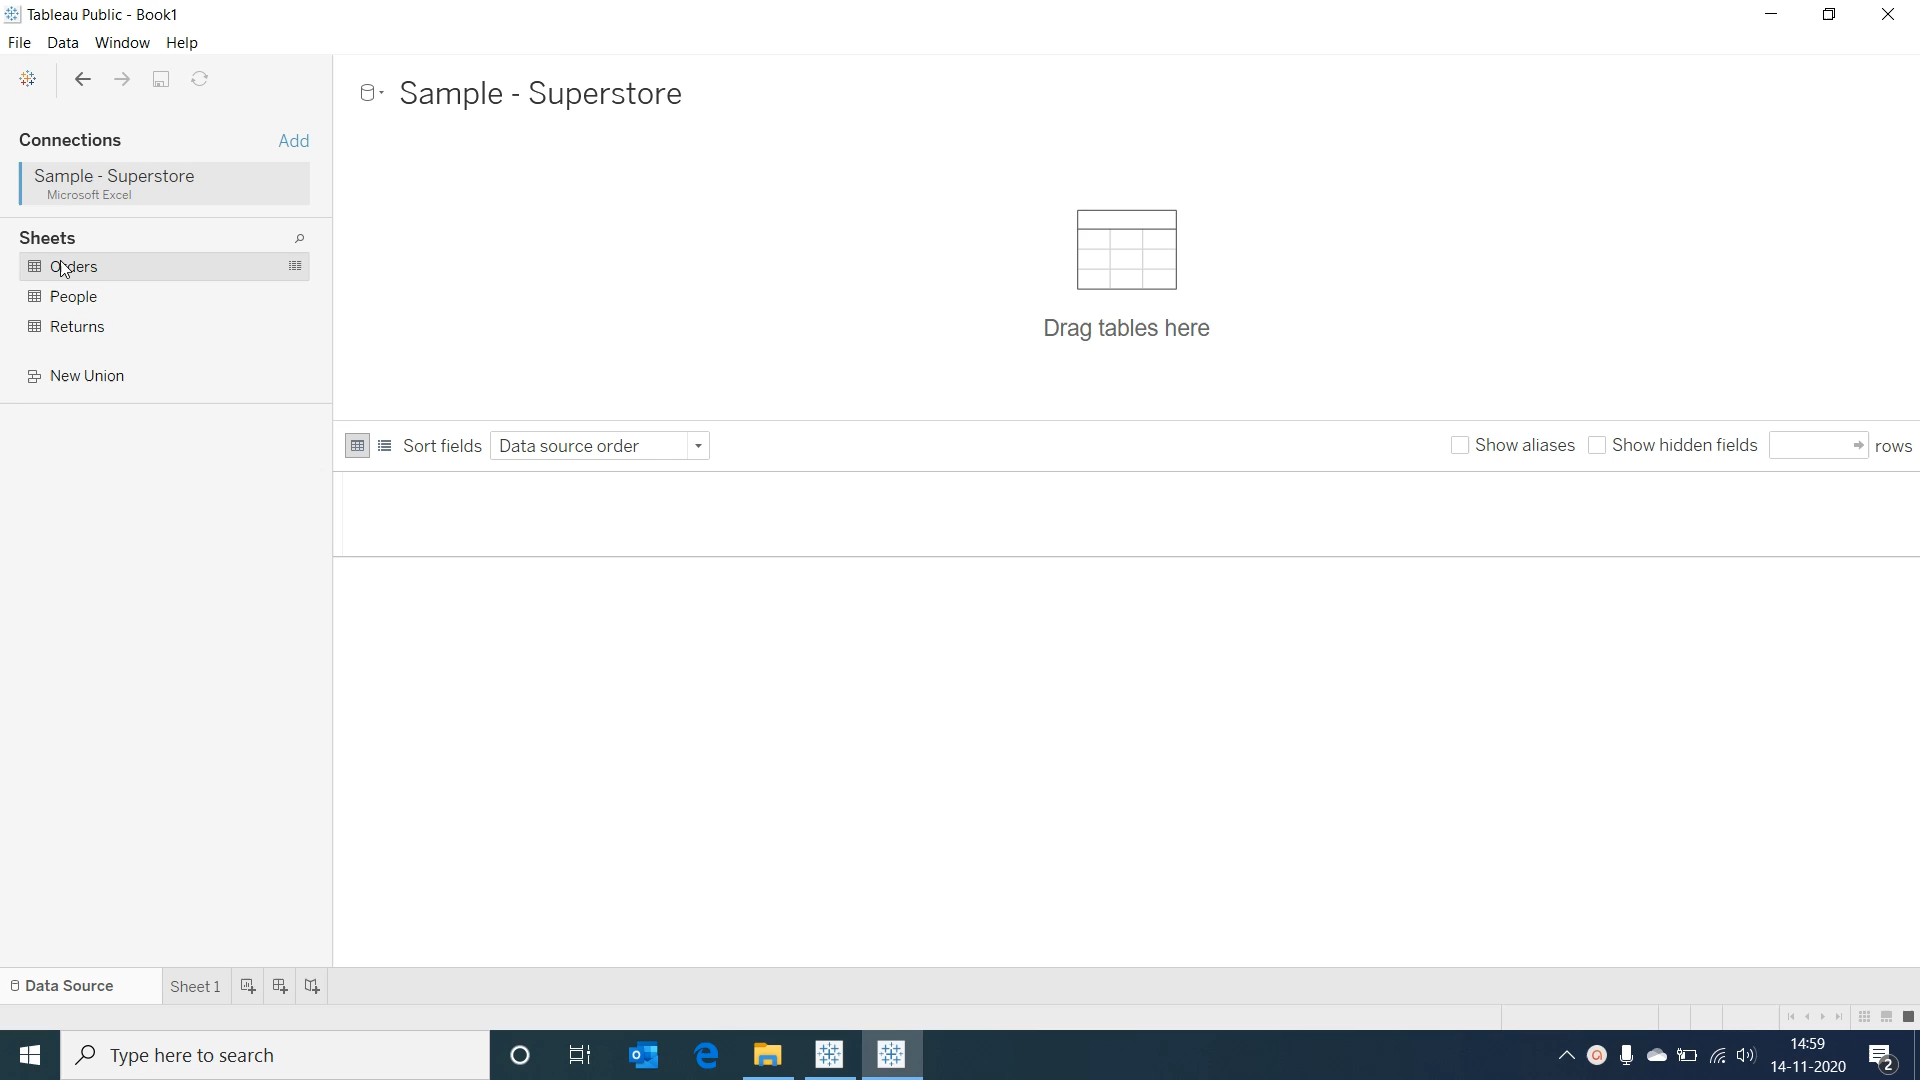 Tableau Public - Book1
File Data Window Help
Sample - Superstore
Connections Add
Sample - Superstore
Microsoft Excel
Sheets
Orders
People
Returns
New Union
Drag tables here
Sort fields Data source order Show aliases Show hidden fields rows
Data Source Sheet 1
Type here to search
14:59
14-11-2020
2